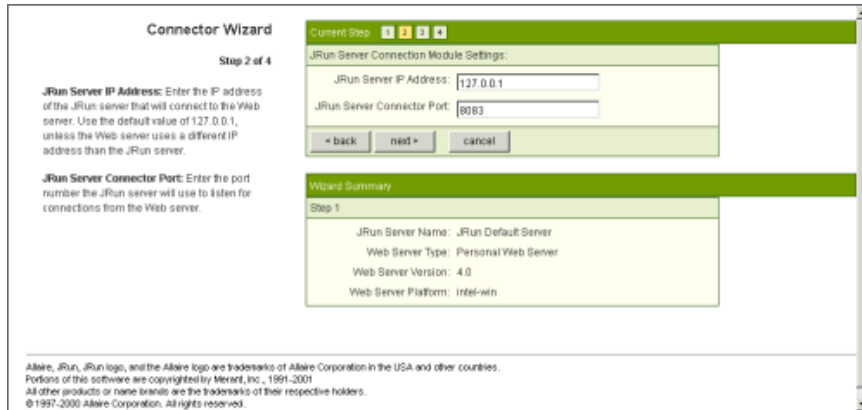 Connector Wizard
Step 2 of 4
JRun Server IP Address: Enter the IP address
of the JRun server that will connect to the Web
server. Use the default value of 127.0.0.1,
unless the Web server uses a different IP
address than the JRun server.
JRun Server Connector Port: Enter the port
number the JRun server will use to listen for
connections from the Web server.
Current Step 1 2 3 4
JRun Server Connection Module Settings:
JRun Server IP Address: 127.0.0.1
JRun Server Connector Port: 8083
< back next > cancel
Wizard Summary
Step 1
JRun Server Name: JRun Default Server
Web Server Type: Personal Web Server
Web Server Version: 4.0
Web Server Platform: intel-win
Allaire, JRun, JRun logo, and the Allaire logo are trademarks of Allaire Corporation in the USA and other countries.
Portions of this software are copyrighted by Merant, Inc., 1991-2001
All other products or name brands are the trademarks of their respective holders.
© 1997-2000 Allaire Corporation. All rights reserved.